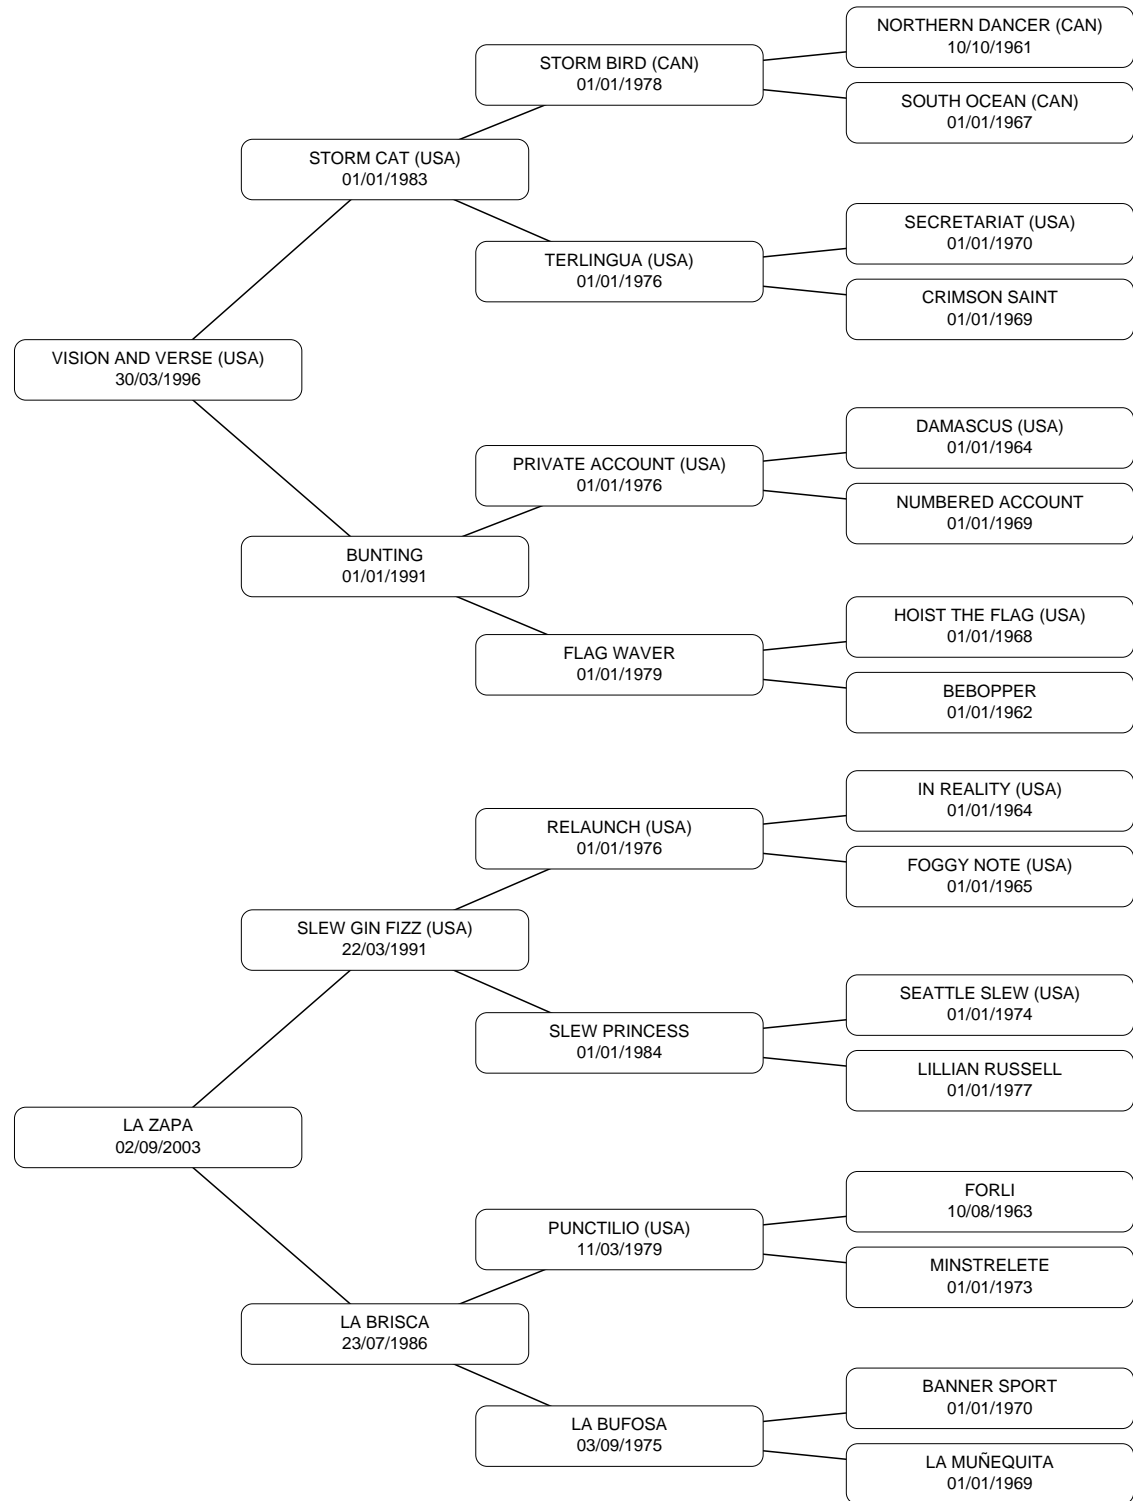 NORTHERN DANCER (CAN)
10/10/1961
STORM BIRD (CAN)
01/01/1978
SOUTH OCEAN (CAN)
01/01/1967
STORM CAT (USA)
01/01/1983
SECRETARIAT (USA)
01/01/1970
TERLINGUA (USA)
01/01/1976
CRIMSON SAINT
01/01/1969
VISION AND VERSE (USA)
30/03/1996
DAMASCUS (USA)
01/01/1964
PRIVATE ACCOUNT (USA)
01/01/1976
NUMBERED ACCOUNT
01/01/1969
BUNTING
01/01/1991
HOIST THE FLAG (USA)
01/01/1968
FLAG WAVER
01/01/1979
BEBOPPER
01/01/1962
IN REALITY (USA)
01/01/1964
RELAUNCH (USA)
01/01/1976
FOGGY NOTE (USA)
01/01/1965
SLEW GIN FIZZ (USA)
22/03/1991
SEATTLE SLEW (USA)
01/01/1974
SLEW PRINCESS
01/01/1984
LILLIAN RUSSELL
01/01/1977
LA ZAPA
02/09/2003
FORLI
10/08/1963
PUNCTILIO (USA)
11/03/1979
MINSTRELETE
01/01/1973
LA BRISCA
23/07/1986
BANNER SPORT
01/01/1970
LA BUFOSA
03/09/1975
LA MUÑEQUITA
01/01/1969